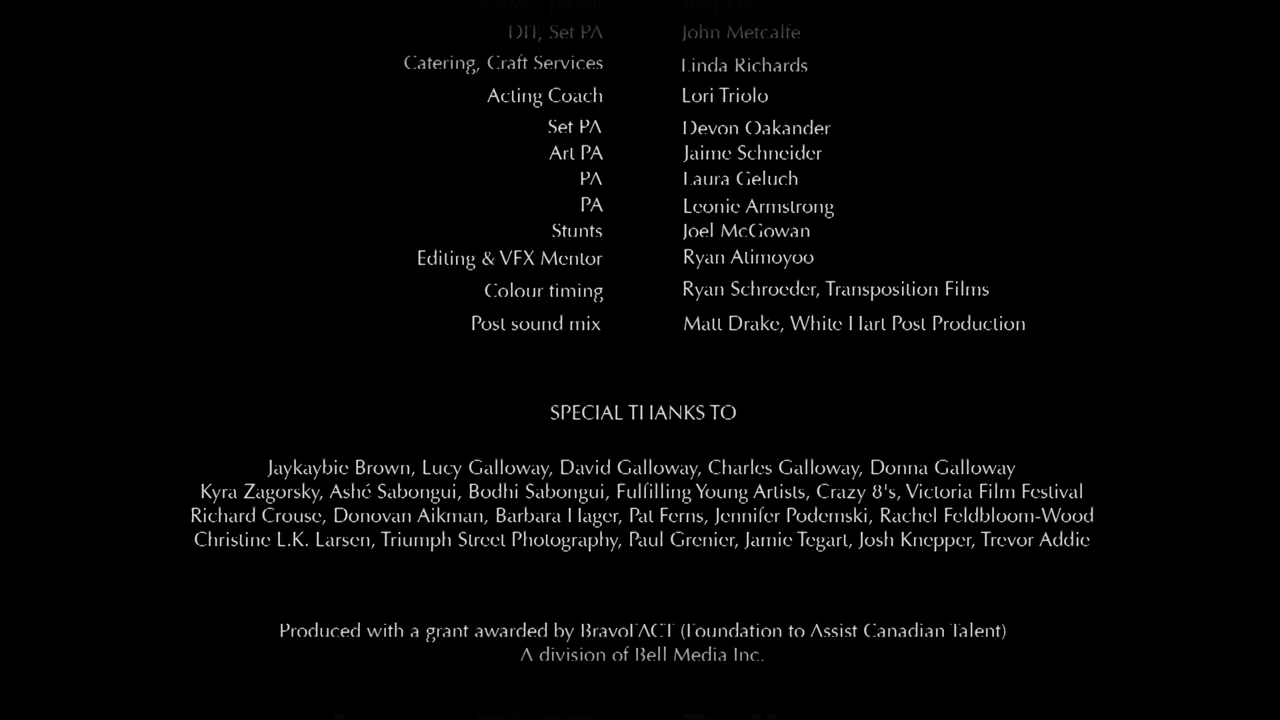 DIT, Set PA John Metcalfe
Catering, Craft Services Linda Richards
Acting Coach Lori Triolo
Set PA Devon Oakander
Art PA Jaime Schneider
PA Laura Geluch
PA Leonie Armstrong
Stunts Joel McGowan
Editing & VFX Mentor Ryan Atimoyoo
Colour timing Ryan Schroeder, Transposition Films
Post sound mix Matt Drake, White Hart Post Production
SPECIAL THANKS TO
Jaykaybie Brown, Lucy Galloway, David Galloway, Charles Galloway, Donna Galloway
Kyra Zagorsky, Ashé Sabongui, Bodhi Sabongui, Fulfilling Young Artists, Crazy 8's, Victoria Film Festival
Richard Crouse, Donovan Aikman, Barbara Hager, Pat Ferns, Jennifer Podemski, Rachel Feldbloom-Wood
Christine L.K. Larsen, Triumph Street Photography, Paul Grenier, Jamie Tegart, Josh Knepper, Trevor Addie
Produced with a grant awarded by BravoFACT (Foundation to Assist Canadian Talent)
A division of Bell Media Inc.